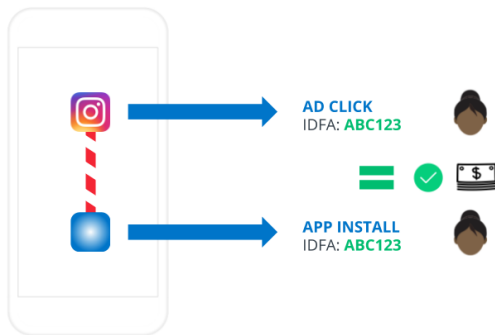 AD CLICK
IDFA: ABC123
$
APP INSTALL
IDFA: ABC123